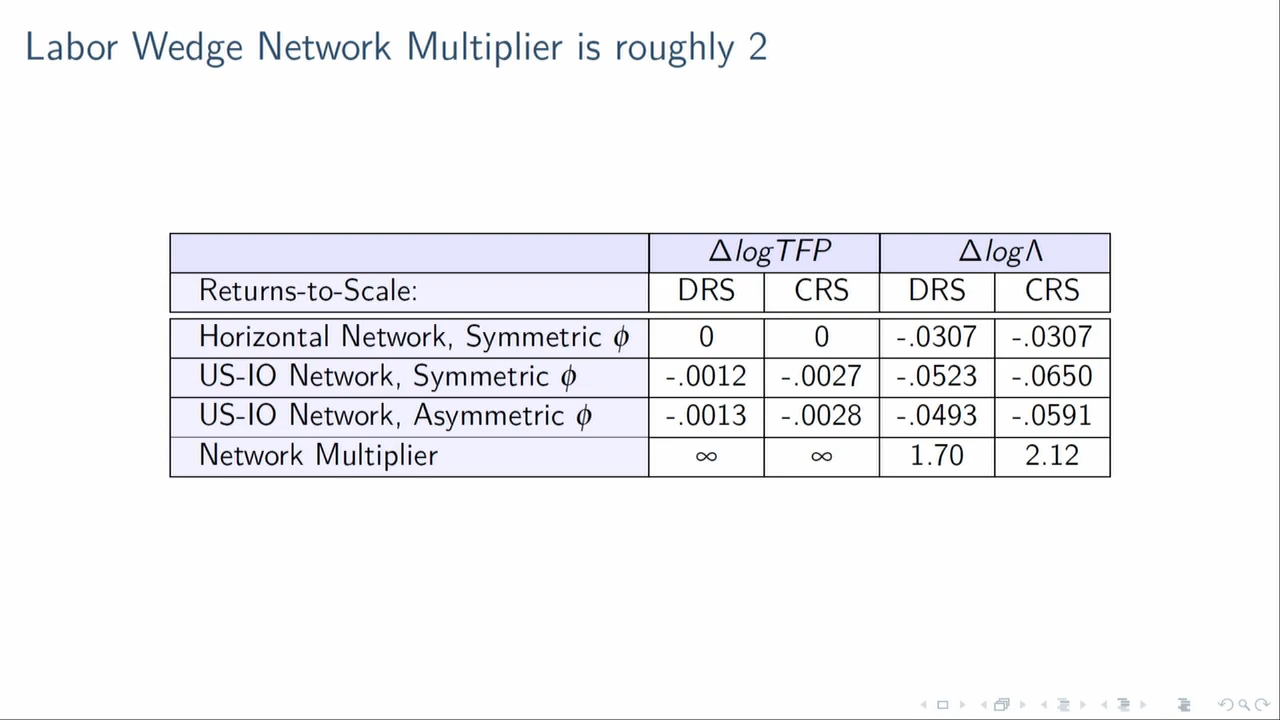 Labor Wedge Network Multiplier is roughly 2
ΔlogTFP ΔlogΛ
Returns-to-Scale: DRS CRS DRS CRS
Horizontal Network, Symmetric ϕ 0 0 -.0307 -.0307
US-IO Network, Symmetric ϕ -.0012 -.0027 -.0523 -.0650
US-IO Network, Asymmetric ϕ -.0013 -.0028 -.0493 -.0591
Network Multiplier ∞ ∞ 1.70 2.12